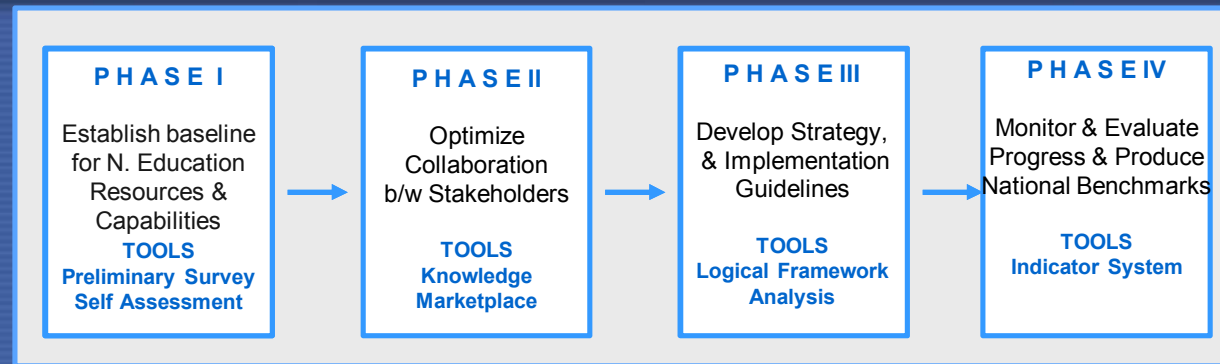 P H A S E I
Establish baseline
for N. Education
Resources &
Capabilities
TOOLS
Preliminary Survey
Self Assessment
P H A S E II
Optimize
Collaboration
b/w Stakeholders
TOOLS
Knowledge
Marketplace
P H A S E III
Develop Strategy,
& Implementation
Guidelines
TOOLS
Logical Framework
Analysis
P H A S E IV
Monitor & Evaluate
Progress & Produce
National Benchmarks
TOOLS
Indicator System